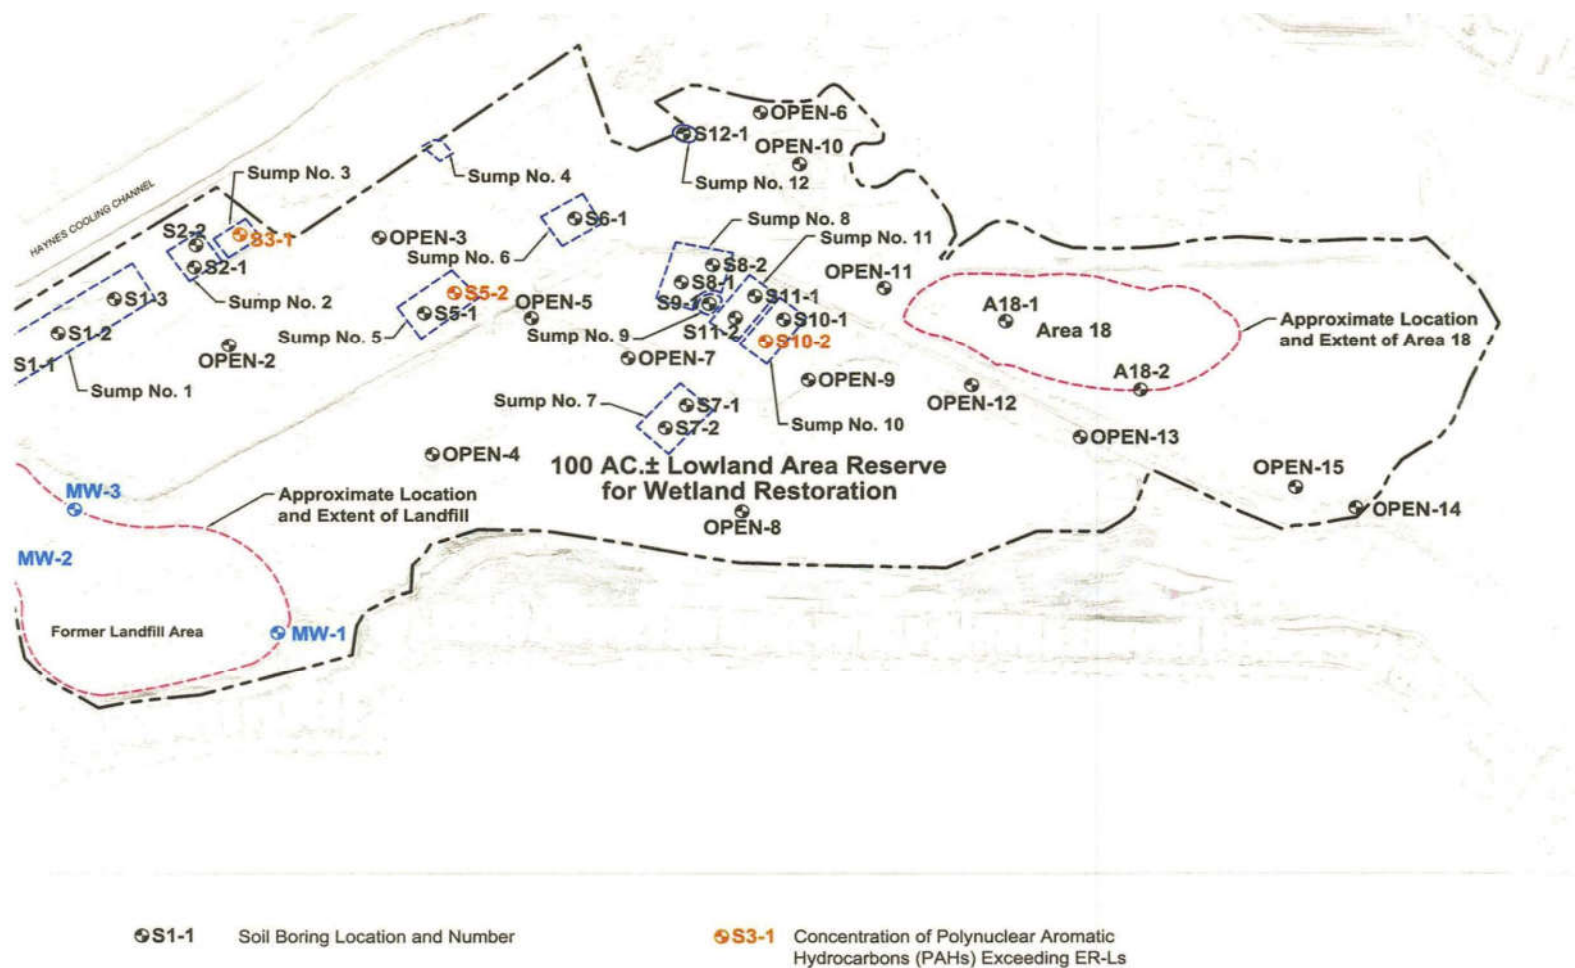 OPEN-6
S12-1
OPEN-10
Sump No. 3
Sump No. 4
Sump No. 12
HAYNES COOLING CHANNEL
S2-2
S3-1
OPEN-3
S6-1
Sump No. 8
Sump No. 6
Sump No. 11
S2-1
S8-2
OPEN-11
S1-3
Sump No. 2
S5-2
S8-1
S11-1
S9-1
A18-1
S5-1
OPEN-5
S10-1
Area 18
Approximate Location
and Extent of Area 18
S1-2
Sump No. 5
Sump No. 9
S11-2
S10-2
S1-1
OPEN-2
OPEN-7
Sump No. 1
OPEN-9
A18-2
Sump No. 7
S7-1
OPEN-12
S7-2
Sump No. 10
OPEN-13
OPEN-4
100 AC.± Lowland Area Reserve
for Wetland Restoration
OPEN-15
MW-3
Approximate Location
and Extent of Landfill
OPEN-14
OPEN-8
MW-2
Former Landfill Area
MW-1
S1-1 Soil Boring Location and Number
S3-1 Concentration of Polynuclear Aromatic
Hydrocarbons (PAHs) Exceeding ER-Ls